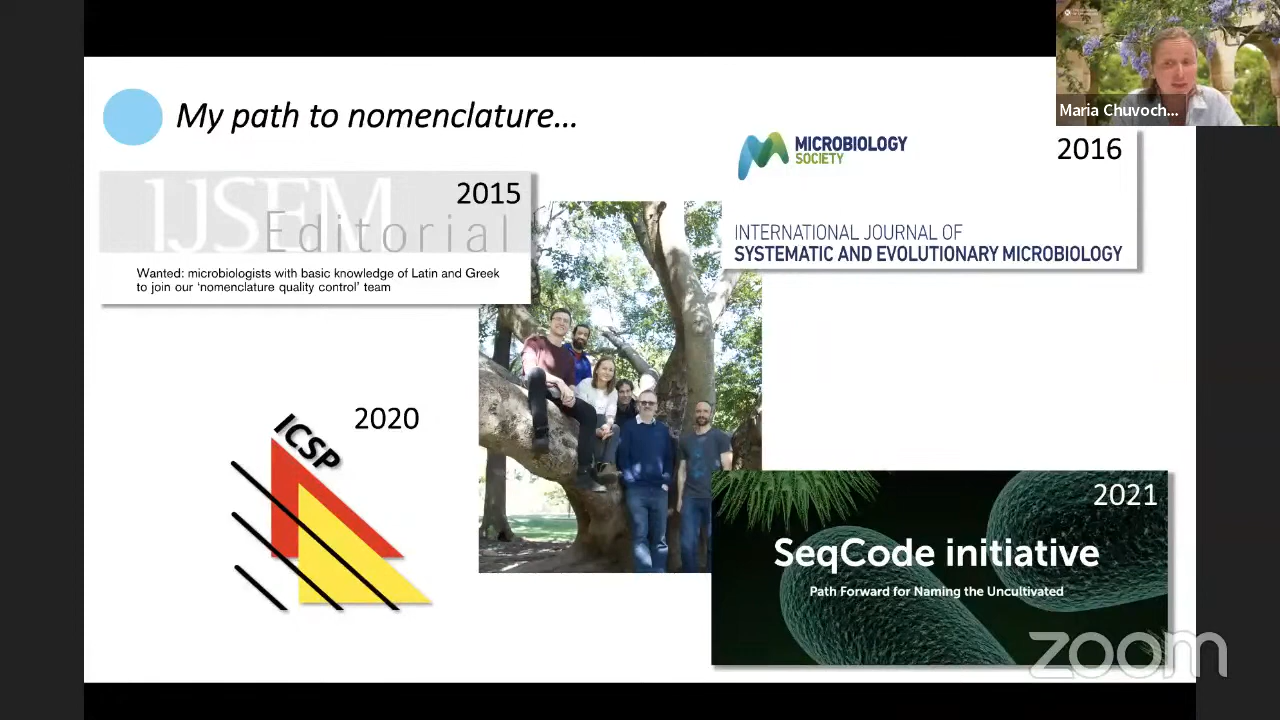 My path to nomenclature...
Maria Chuvoch...
MICROBIOLOGY
SOCIETY
2016
IJSEM
2015
Editorial
INTERNATIONAL JOURNAL OF
SYSTEMATIC AND EVOLUTIONARY MICROBIOLOGY
Wanted: microbiologists with basic knowledge of Latin and Greek
to join our ‘nomenclature quality control’ team
ICSP
2020
2021
SeqCode initiative
Path Forward for Naming the Uncultivated
zoom